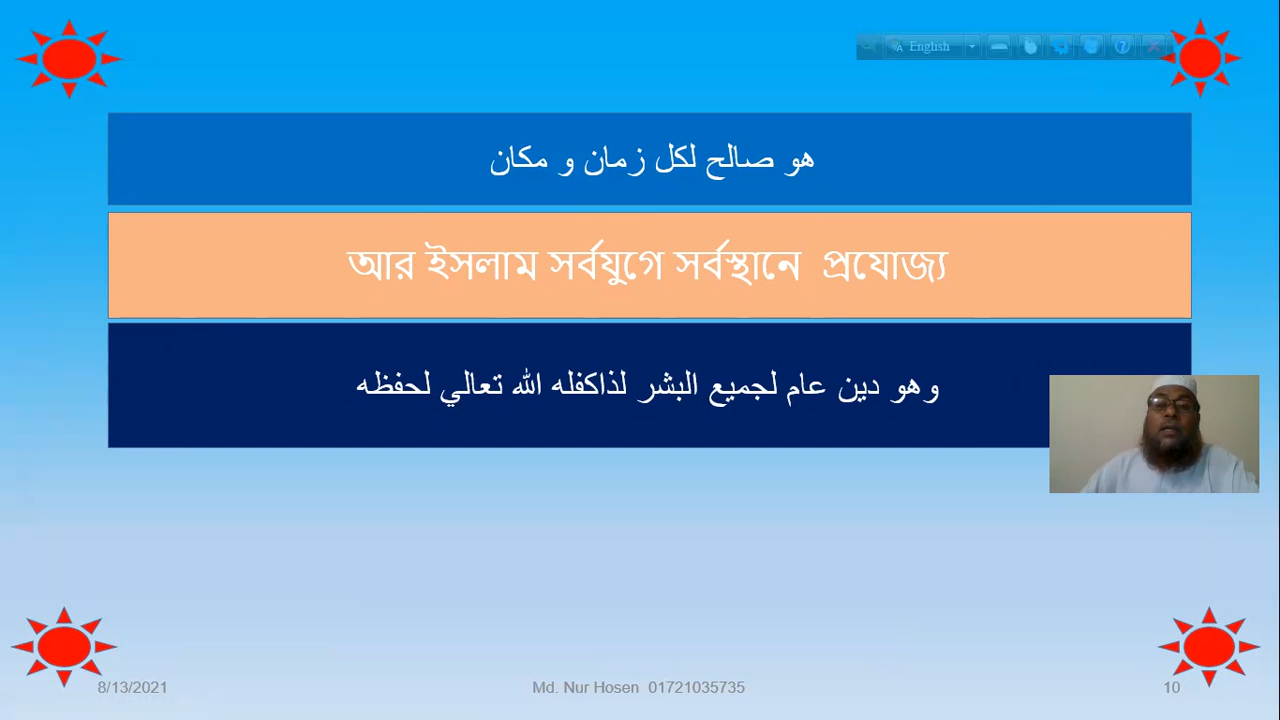 English
هو صالح لكل زمان و مكان
আর ইসলাম সর্বযুগে সর্বস্থানে প্রযোজ্য
وهو دين عام لجميع البشر لذاكفله الله تعالي لحفظه
8/13/2021
Md. Nur Hosen 01721035735
10